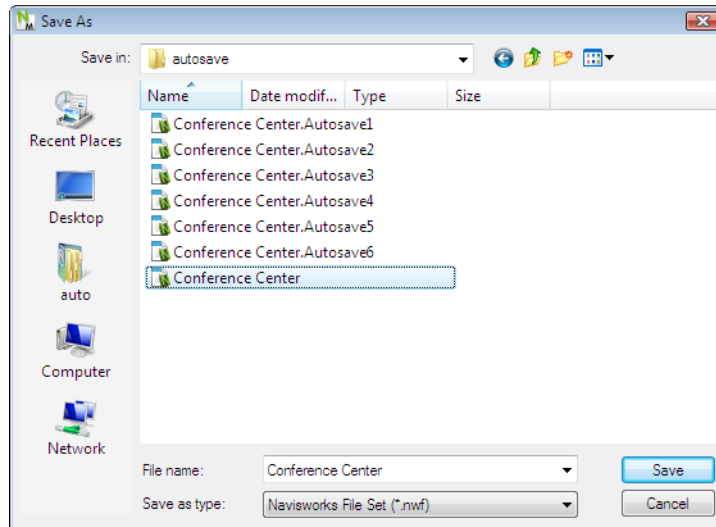 Save As
Save in: autosave
Name Date modif... Type Size
Conference Center.Autosave1
Conference Center.Autosave2
Conference Center.Autosave3
Conference Center.Autosave4
Conference Center.Autosave5
Conference Center.Autosave6
Conference Center
Recent Places
Desktop
auto
Computer
Network
File name: Conference Center Save
Save as type: Navisworks File Set (*.nwf) Cancel